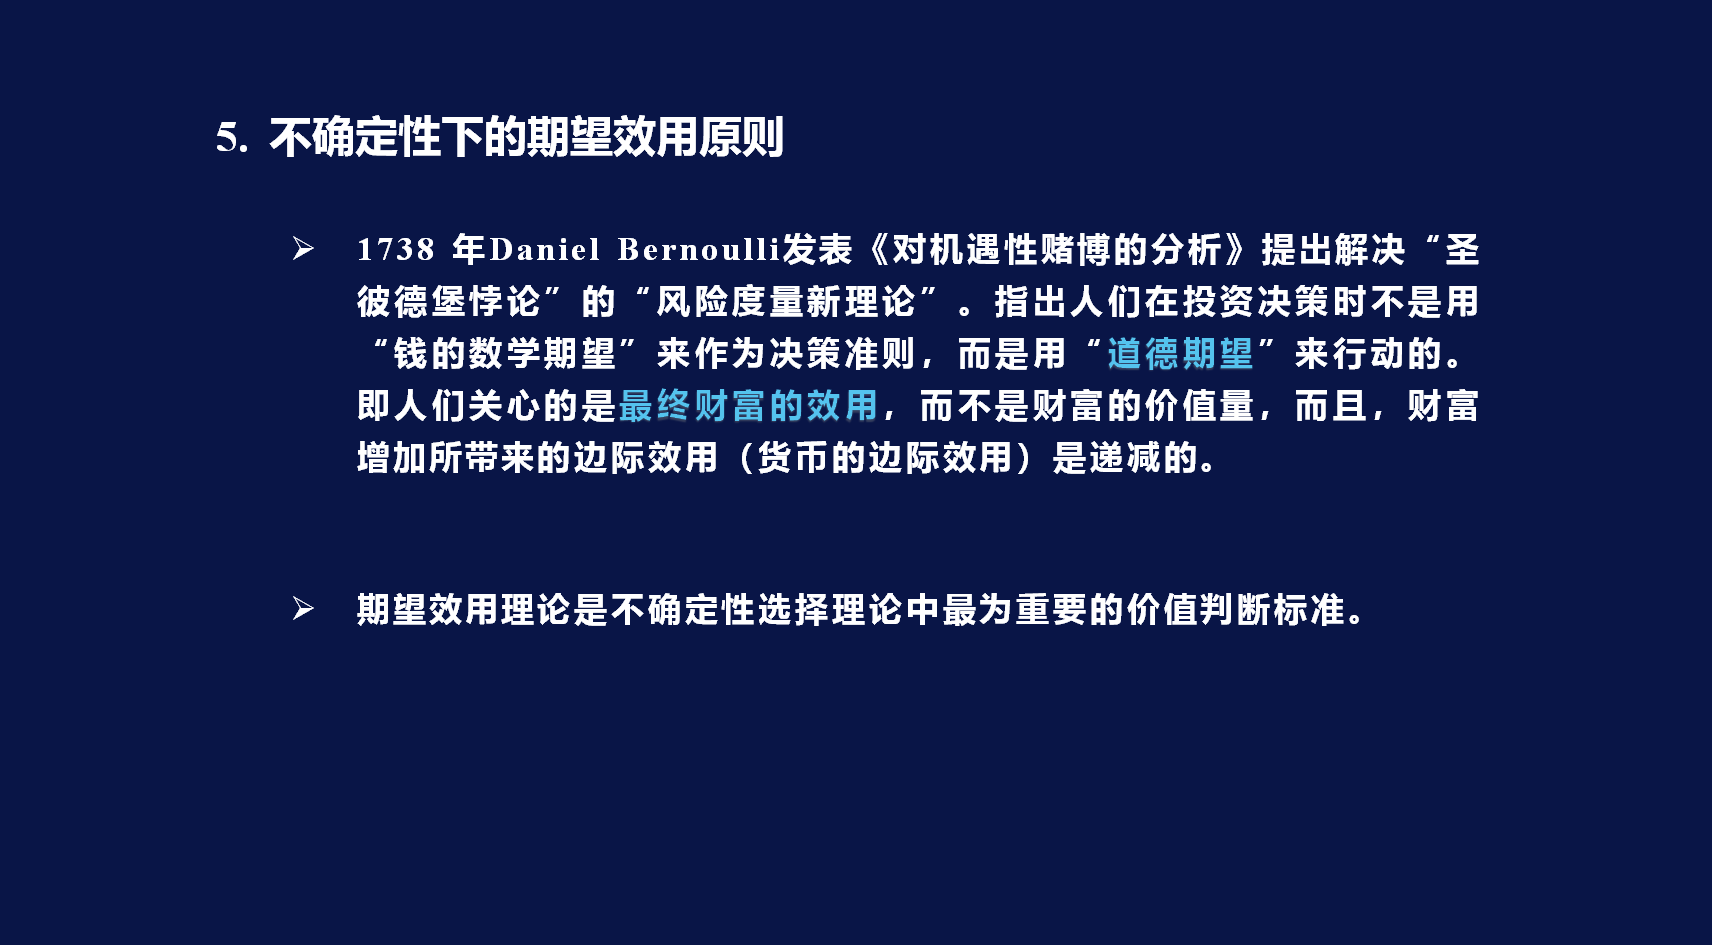 5. 不确定性下的期望效用原则
➢ 1738 年Daniel Bernoulli发表《对机遇性赌博的分析》提出解决“圣
彼德堡悖论”的“风险度量新理论”。指出人们在投资决策时不是用
“钱的数学期望”来作为决策准则，而是用“道德期望”来行动的。
即人们关心的是最终财富的效用，而不是财富的价值量，而且，财富
增加所带来的边际效用（货币的边际效用）是递减的。
➢ 期望效用理论是不确定性选择理论中最为重要的价值判断标准。